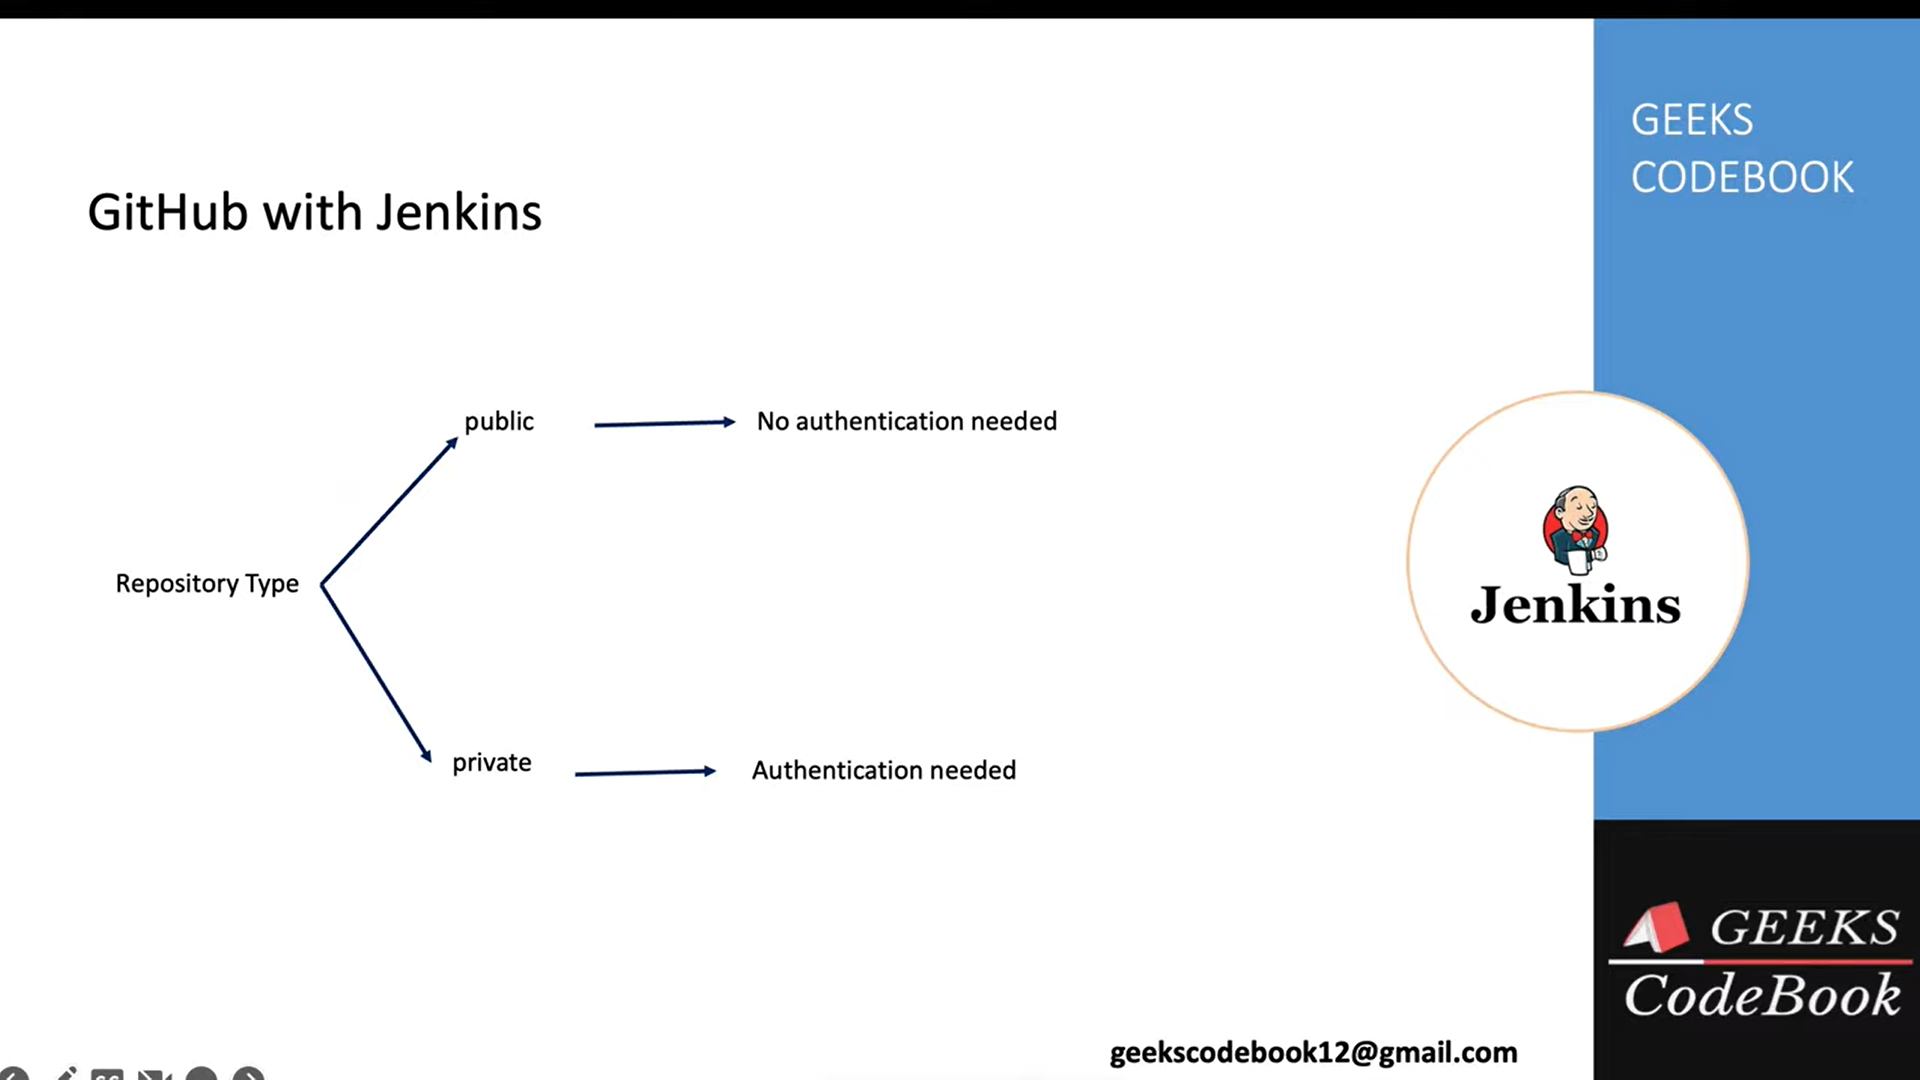 GEEKS
CODEBOOK
GitHub with Jenkins
public
No authentication needed
Repository Type
private
Authentication needed
Jenkins
GEEKS
CodeBook
geekscodebook12@gmail.com